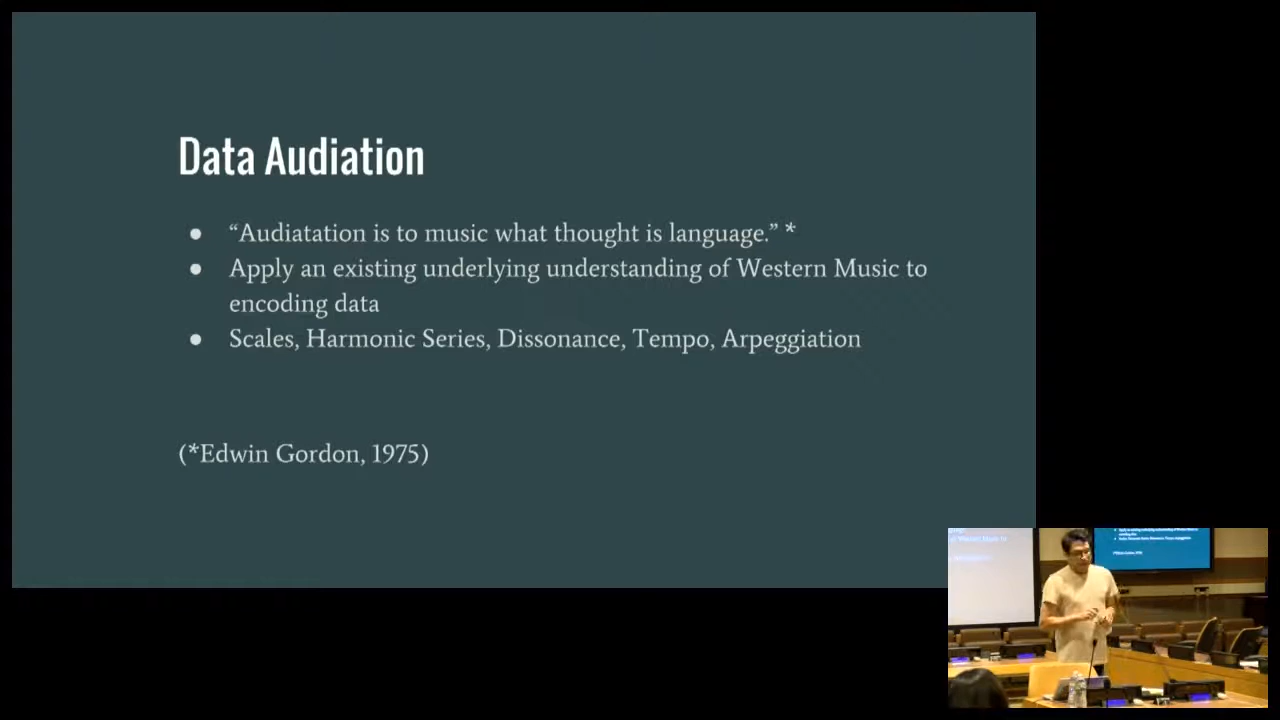 Data Audiation
● “Audiatation is to music what thought is language.” *
● Apply an existing underlying understanding of Western Music to
encoding data
● Scales, Harmonic Series, Dissonance, Tempo, Arpeggiation
(*Edwin Gordon, 1975)